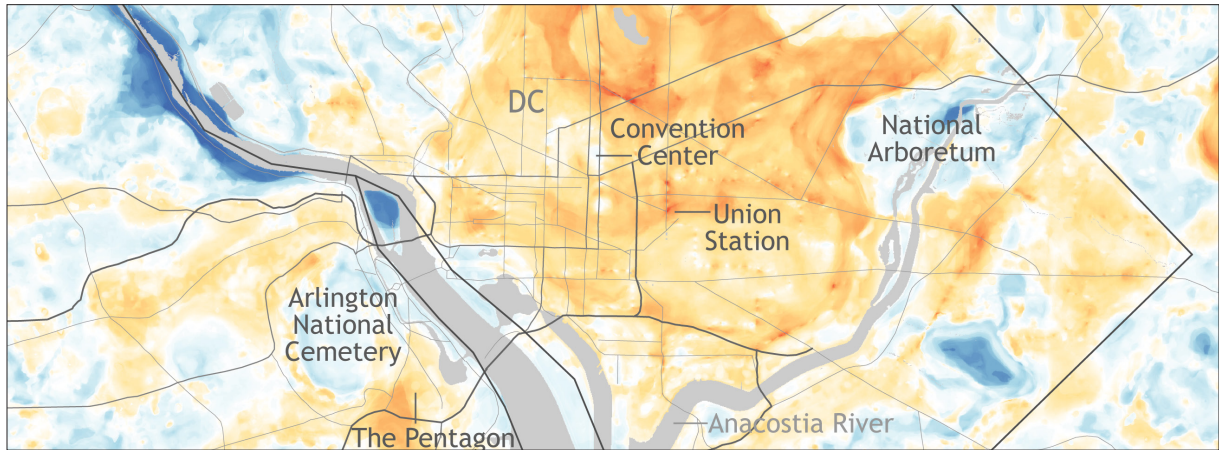 DC
Convention
Center
National
Arboretum
Union
Station
Arlington
National
Cemetery
The Pentagon
Anacostia River